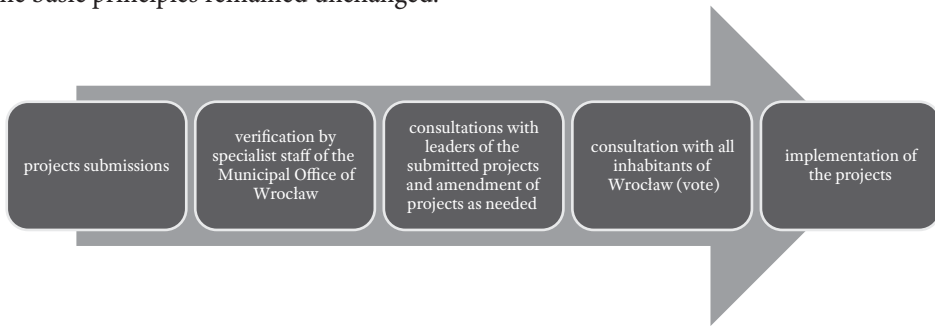 basic principles remained unchanged.
projects submissions
verification by
specialist staff of the
Municipal Office of
Wrocław
consultations with
leaders of the
submitted projects
and amendment of
projects as needed
consultation with all
inhabitants of
Wrocław (vote)
implementation of
the projects